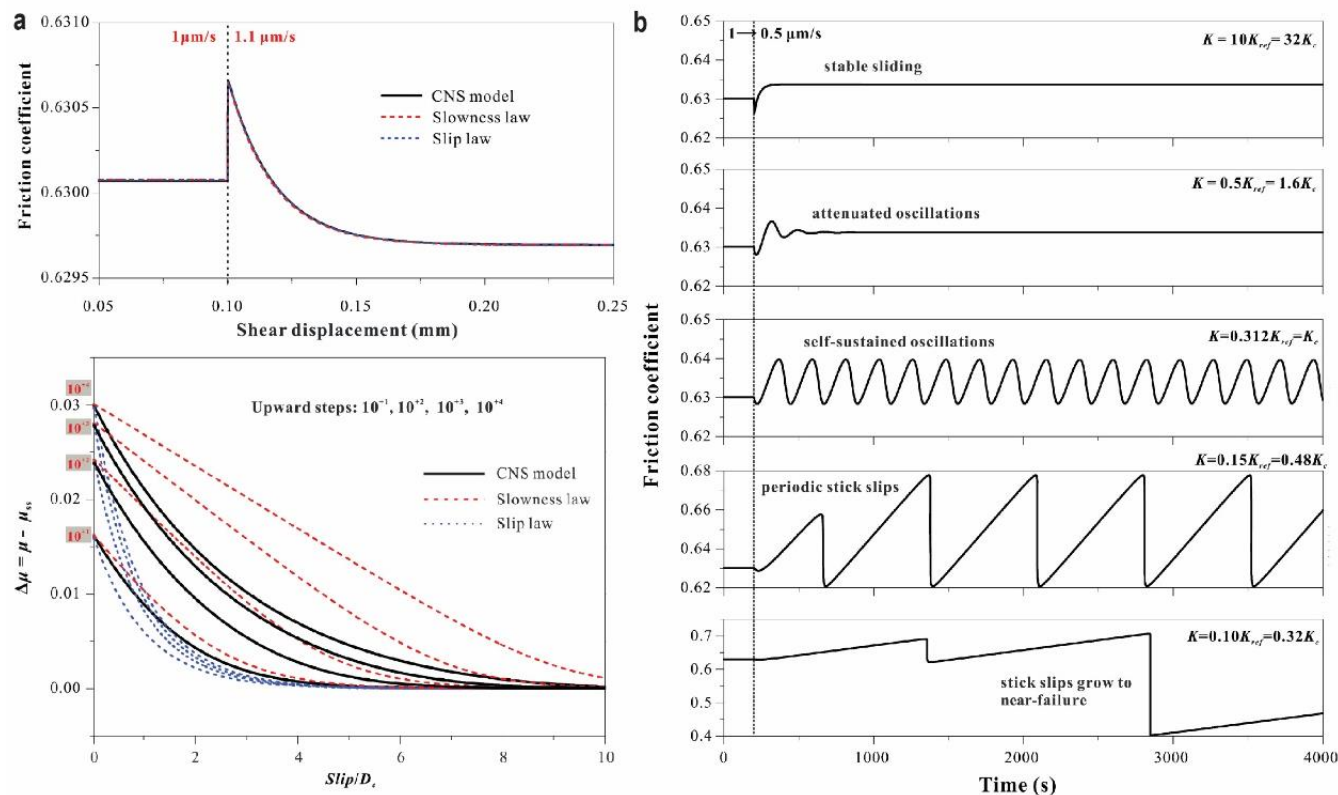 a
1μm/s
1.1 μm/s
CNS model
Slowness law
Slip law
0.6310
0.6305
0.6300
0.6295
Friction coefficient
0.05
0.10
0.15
0.20
0.25
Shear displacement (mm)
10⁺⁴
10⁺²
10⁺¹
Upward steps: 10⁺¹, 10⁺², 10⁺³, 10⁺⁴
CNS model
Slowness law
Slip law
0.03
0.02
0.01
0.00
Δμ = μ - μss
0
2
4
6
8
10
Slip/Dc
b
Friction coefficient
1→0.5 μm/s
K = 10Kref= 32Kc
stable sliding
0.65
0.64
0.63
0.62
K = 0.5Kref= 1.6Kc
attenuated oscillations
0.65
0.64
0.63
0.62
K=0.312Kref=Kc
self-sustained oscillations
0.65
0.64
0.63
0.62
K=0.15Kref=0.48Kc
periodic stick slips
0.68
0.66
0.64
0.62
K=0.10Kref=0.32Kc
stick slips grow to
near-failure
0.7
0.6
0.5
0.4
0
1000
2000
3000
4000
Time (s)